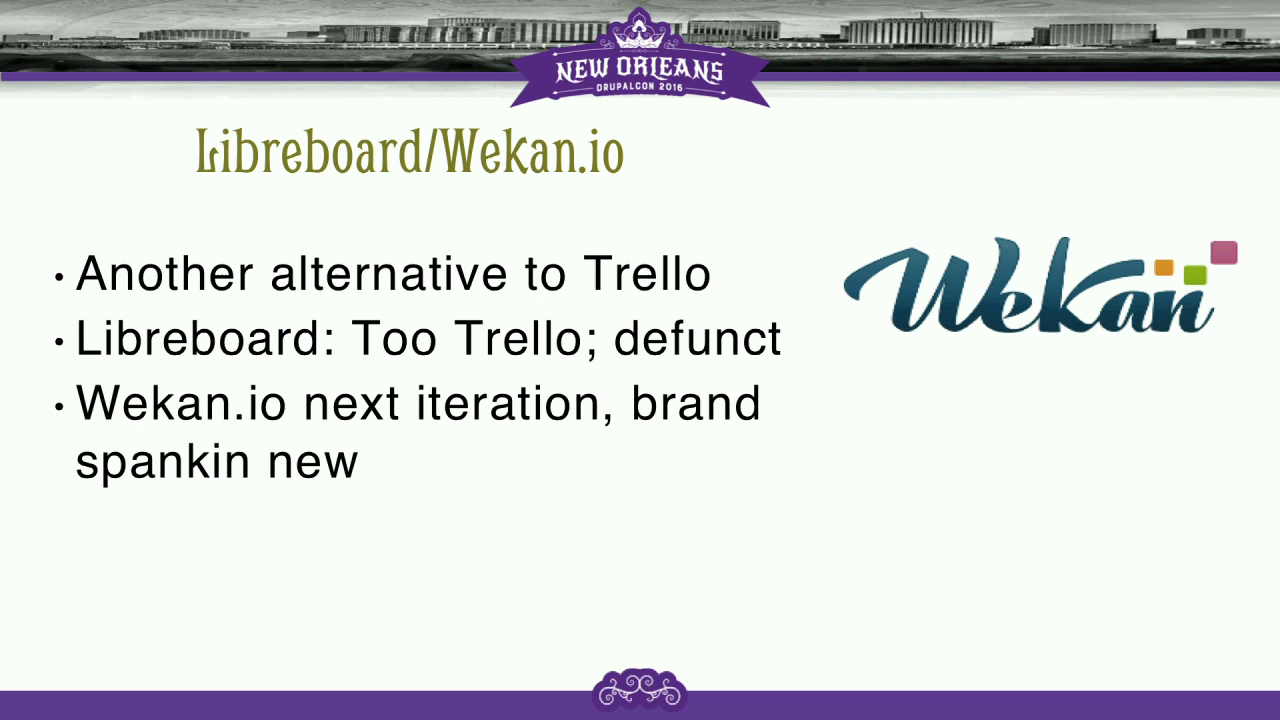 NEW ORLEANS
DRUPALCON 2016
Libreboard/Wekan.io
• Another alternative to Trello
• Libreboard: Too Trello; defunct
• Wekan.io next iteration, brand
spankin new
Wekan